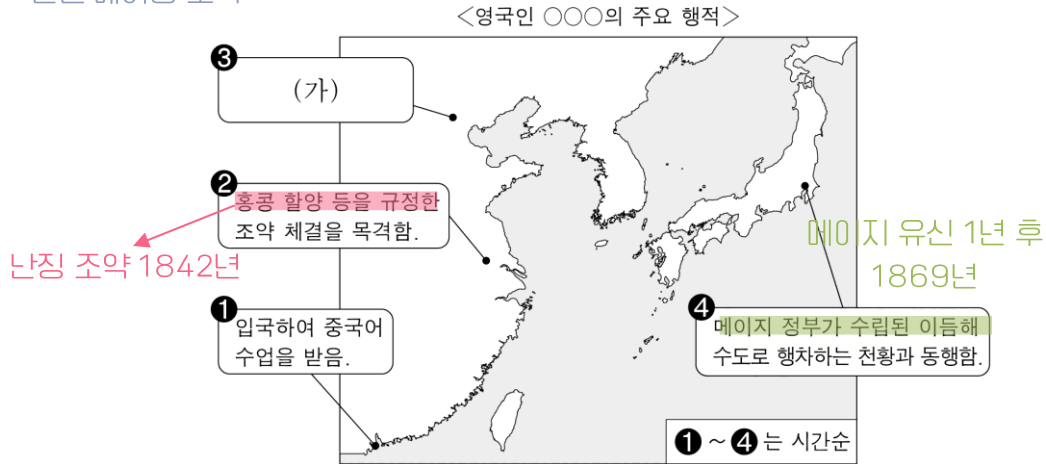 <영국인 ○○○의 주요 행적>
❸
(가)
❷
홍콩 할양 등을 규정한
조약 체결을 목격함.
난징 조약 1842년
❶
입국하여 중국어
수업을 받음.
메이지 유신 1년 후
1869년
❹
메이지 정부가 수립된 이듬해
수도로 행차하는 천황과 동행함.
❶~❹는 시간순